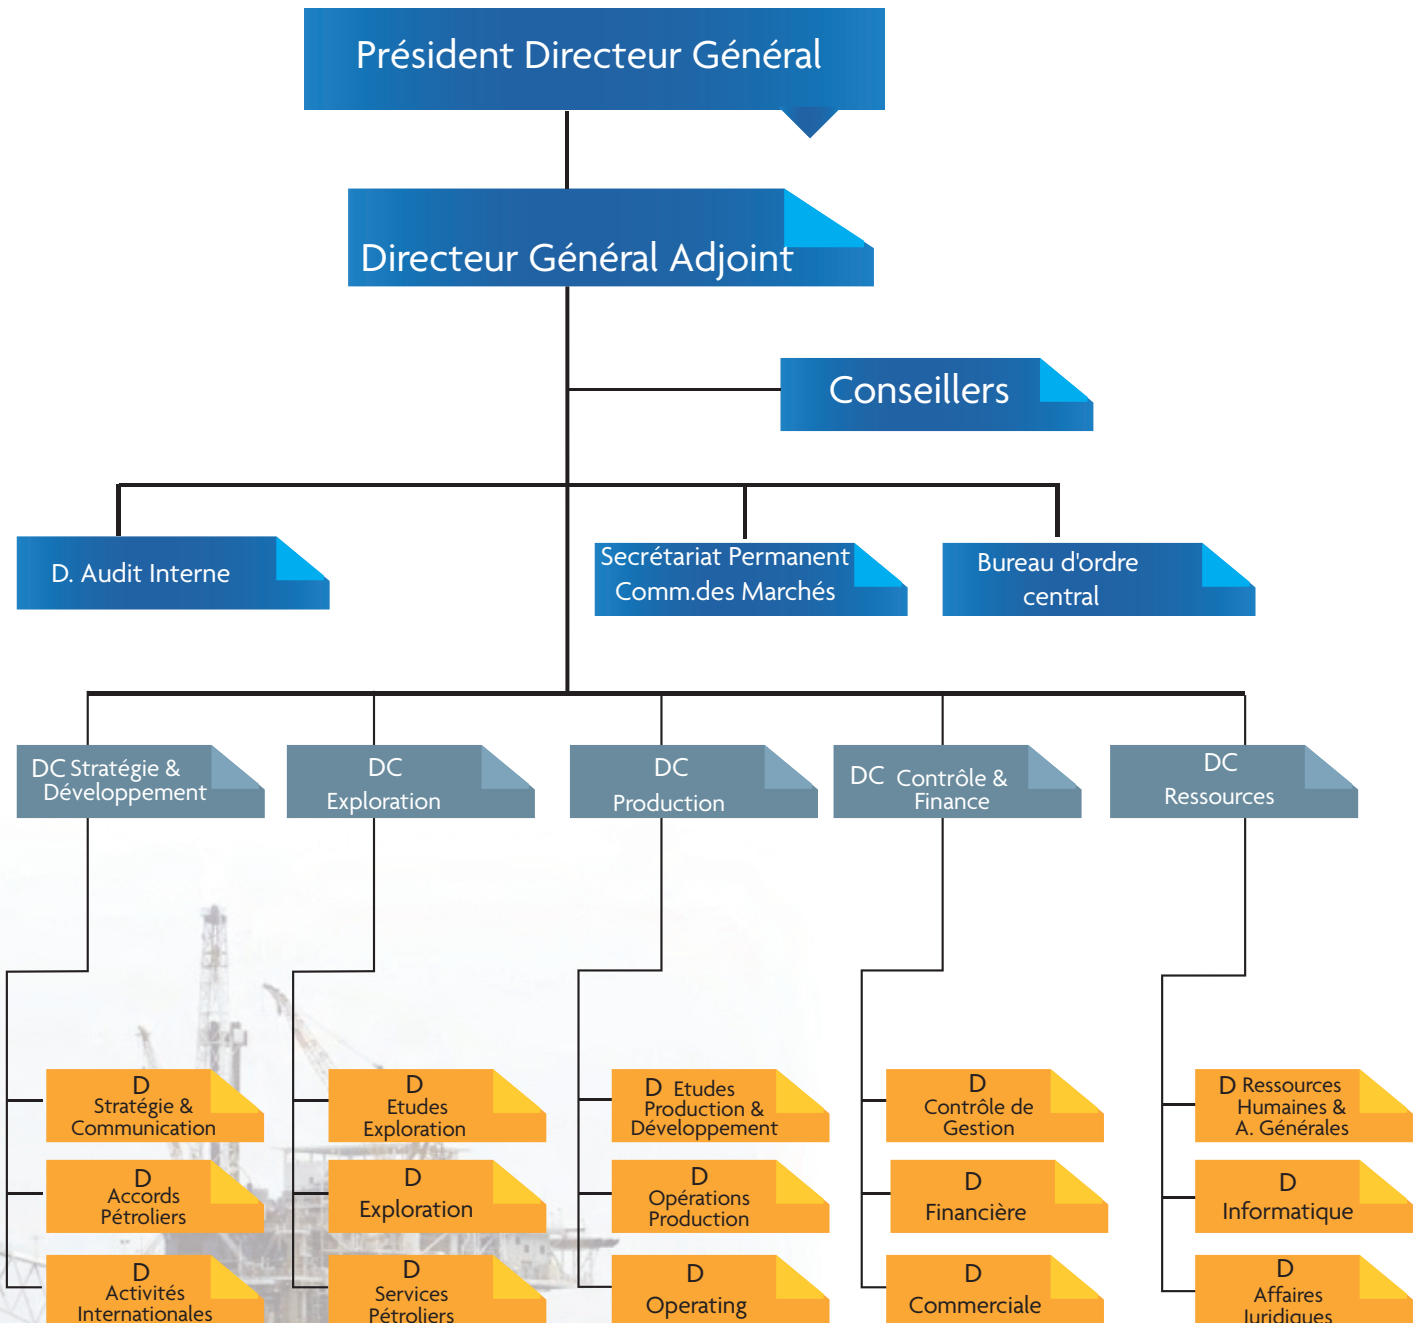 Président Directeur Général
Directeur Général Adjoint
Conseillers
D. Audit Interne
Secrétariat Permanent
Comm.des Marchés
Bureau d'ordre
central
DC Stratégie &
Développement
DC
Exploration
DC
Production
DC Contrôle &
Finance
DC
Ressources
D
Stratégie &
Communication
D
Etudes
Exploration
D Etudes
Production &
Développement
D
Contrôle de
Gestion
D Ressources
Humaines &
A. Générales
D
Accords
Pétroliers
D
Exploration
D
Opérations
Production
D
Financière
D
Informatique
D
Activités
Internationales
D
Services
Pétroliers
D
Operating
D
Commerciale
D
Affaires
Juridiques